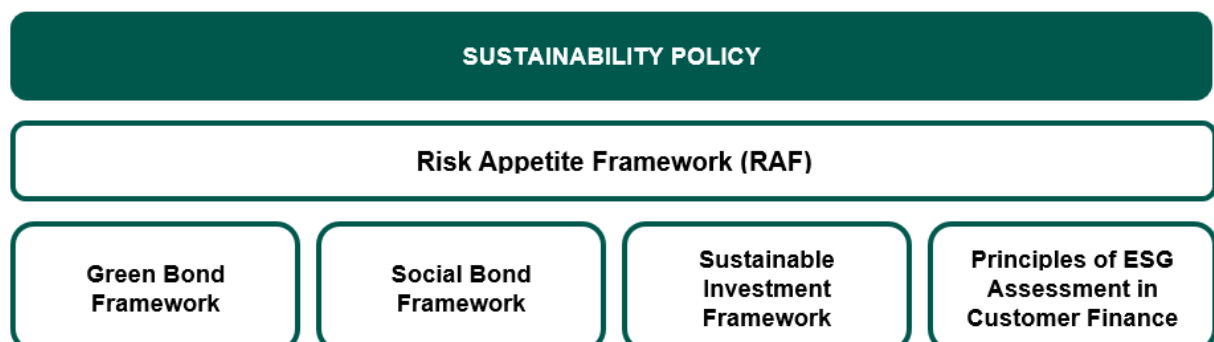 SUSTAINABILITY POLICY
Risk Appetite Framework (RAF)
Green Bond
Framework
Social Bond
Framework
Sustainable
Investment
Framework
Principles of ESG
Assessment in
Customer Finance